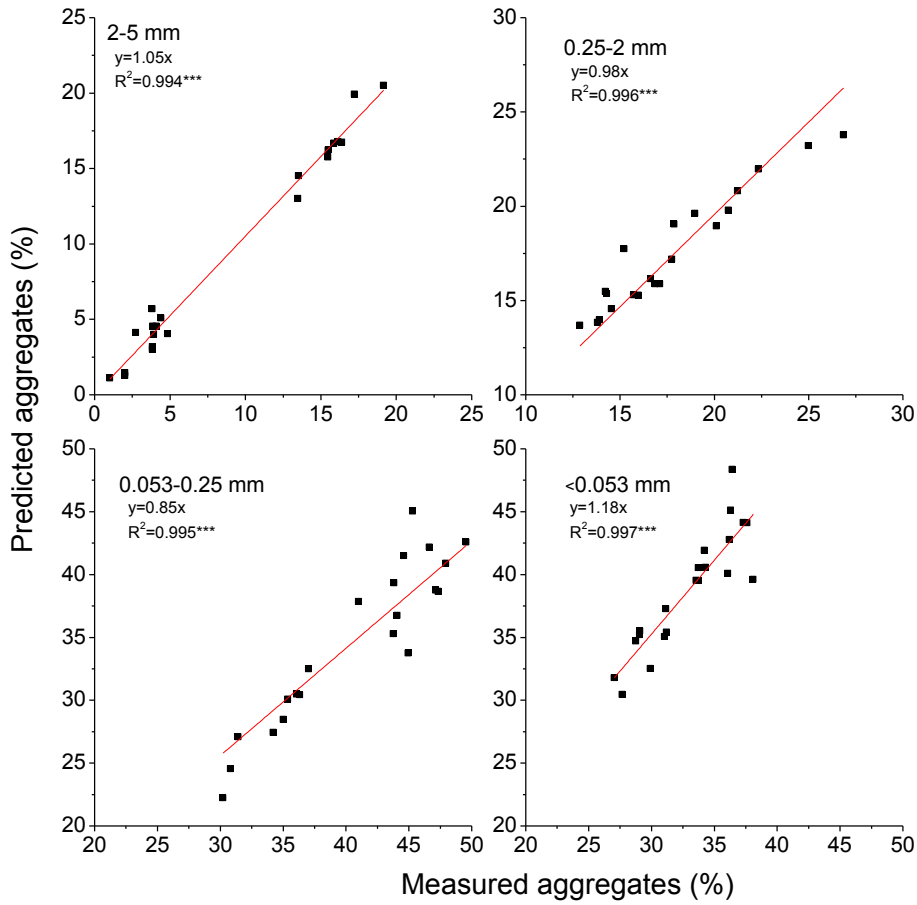 2-5 mm
y=1.05x
R²=0.994***
25
20
15
10
5
0
0 5 10 15 20 25
0.25-2 mm
y=0.98x
R²=0.996***
30
25
20
15
10
10 15 20 25 30
0.053-0.25 mm
y=0.85x
R²=0.995***
50
45
40
35
30
25
20
20 25 30 35 40 45 50
<0.053 mm
y=1.18x
R²=0.997***
50
45
40
35
30
25
20
20 25 30 35 40 45 50
Predicted aggregates (%)
Measured aggregates (%)